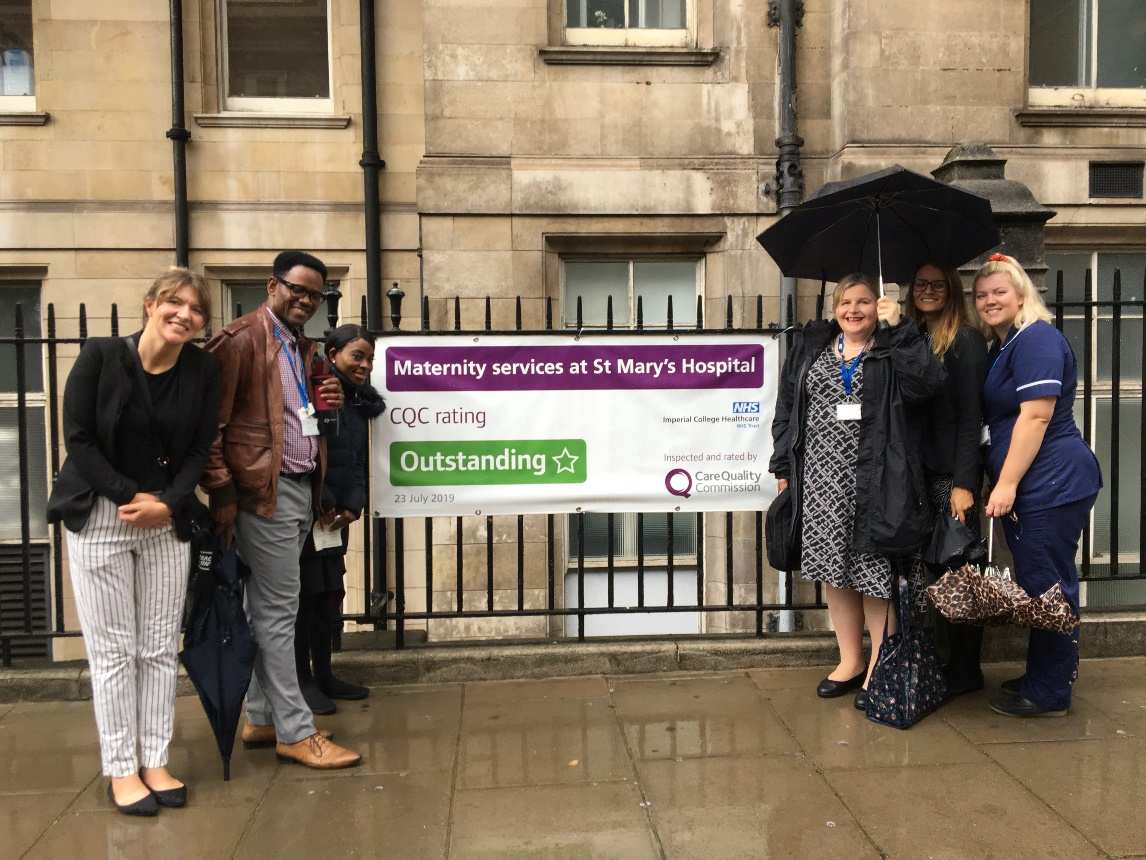 Maternity services at St Mary's Hospital
CQC rating
NHS
Imperial College Healthcare
NHS Trust
Outstanding
Inspected and rated by
CareQuality
Commission
23 July 2019